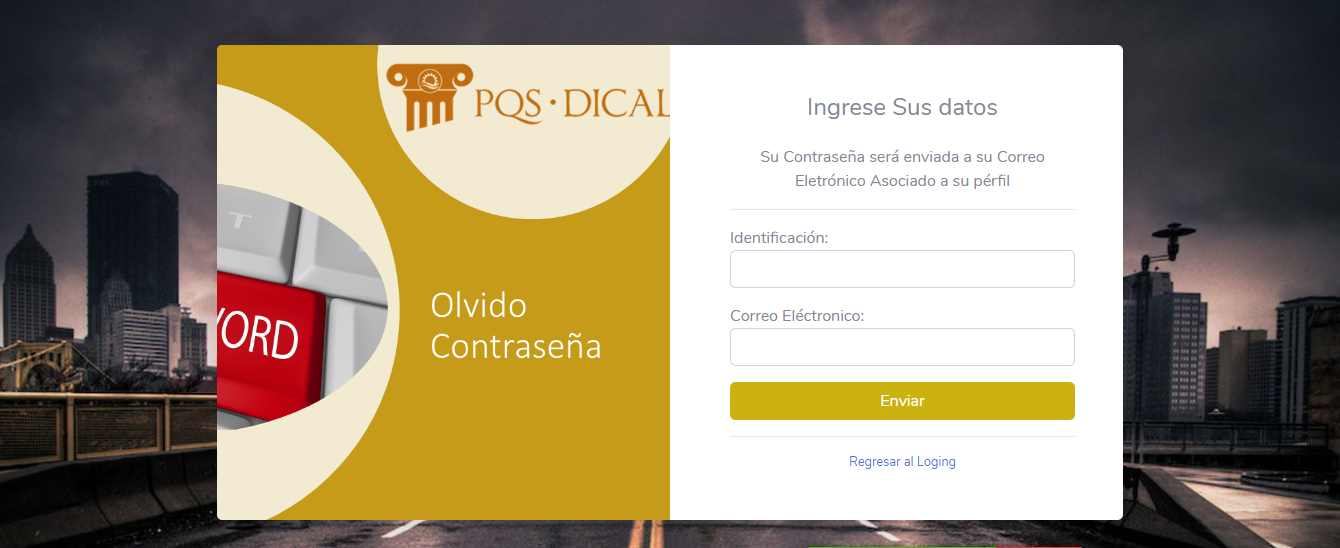 PQS · DICAL
Olvido
Contraseña
Ingrese Sus datos
Su Contraseña será enviada a su Correo
Eletrónico Asociado a su pérfil
Identificación:
Correo Eléctronico:
Enviar
Regresar al Loging
T
WORD